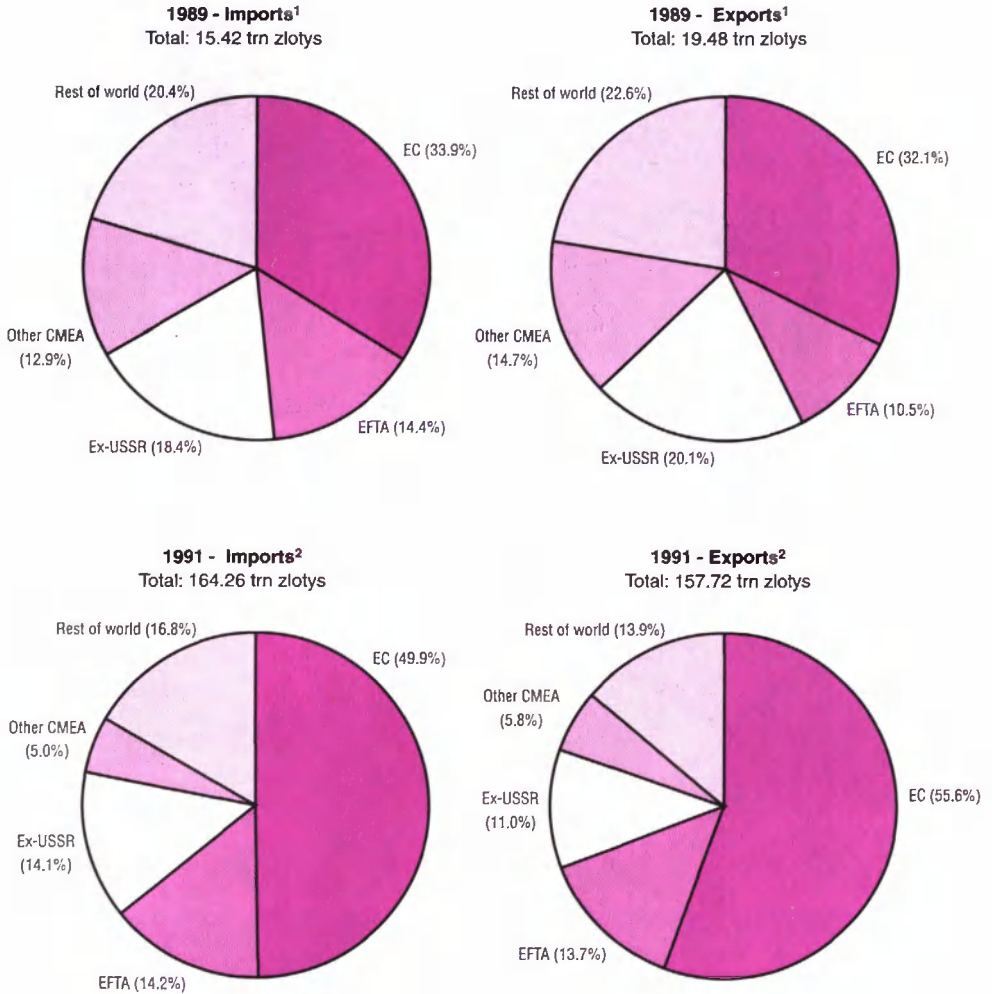 1989 - Imports¹
Total: 15.42 trn zlotys
Rest of world (20.4%)
EC (33.9%)
Other CMEA
(12.9%)
EFTA (14.4%)
Ex-USSR (18.4%)
1989 - Exports¹
Total: 19.48 trn zlotys
Rest of world (22.6%)
EC (32.1%)
Other CMEA
(14.7%)
EFTA (10.5%)
Ex-USSR (20.1%)
1991 - Imports²
Total: 164.26 trn zlotys
Rest of world (16.8%)
EC (49.9%)
Other CMEA
(5.0%)
Ex-USSR
(14.1%)
EFTA (14.2%)
1991 - Exports²
Total: 157.72 trn zlotys
Rest of world (13.9%)
Other CMEA
(5.8%)
EC (55.6%)
Ex-USSR
(11.0%)
EFTA (13.7%)